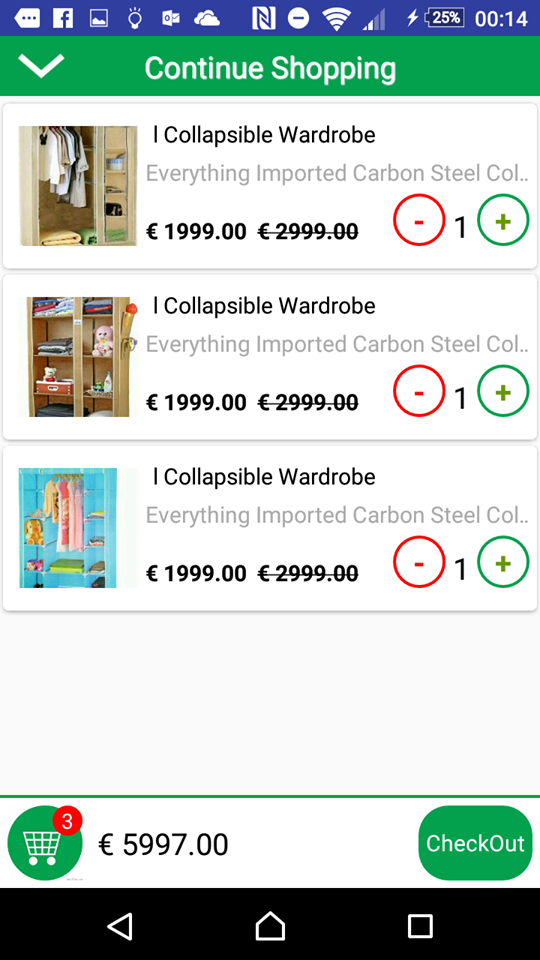 25% 00:14
Continue Shopping
l Collapsible Wardrobe
Everything Imported Carbon Steel Col..
€ 1999.00 € 2999.00 - 1 +
l Collapsible Wardrobe
Everything Imported Carbon Steel Col..
€ 1999.00 € 2999.00 - 1 +
l Collapsible Wardrobe
Everything Imported Carbon Steel Col..
€ 1999.00 € 2999.00 - 1 +
3
€ 5997.00 CheckOut